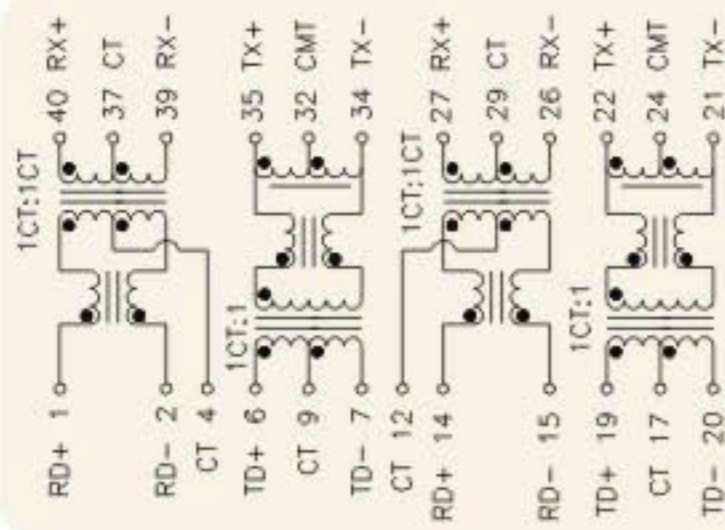 40 RX+
37 CT
39 RX-
35 TX+
32 CMT
34 TX-
27 RX+
29 CT
26 RX-
22 TX+
24 CMT
21 TX-
1CT:1CT
1CT:1
1CT:1CT
1CT:1
RD+ 1
RD- 2
CT 4
TD+ 6
CT 9
TD- 7
CT 12
RD+ 14
RD- 15
TD+ 19
CT 17
TD- 20